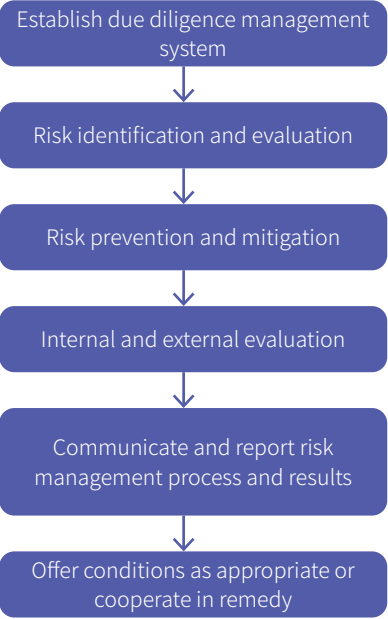 Establish due diligence management
system
Risk identification and evaluation
Risk prevention and mitigation
Internal and external evaluation
Communicate and report risk
management process and results
Offer conditions as appropriate or
cooperate in remedy